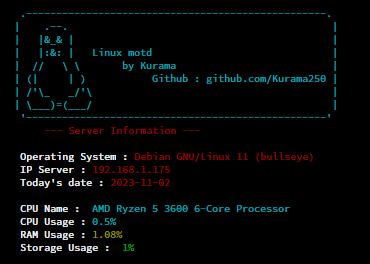 Linux motd
by Kurama
Github : github.com/Kurama250
--- Server Information ---
Operating System : Debian GNU/Linux 11 (bullseye)
IP Server : 192.168.1.175
Today's date : 2023-11-02
CPU Name : AMD Ryzen 5 3600 6-Core Processor
CPU Usage : 0.5%
RAM Usage : 1.08%
Storage Usage : 1%